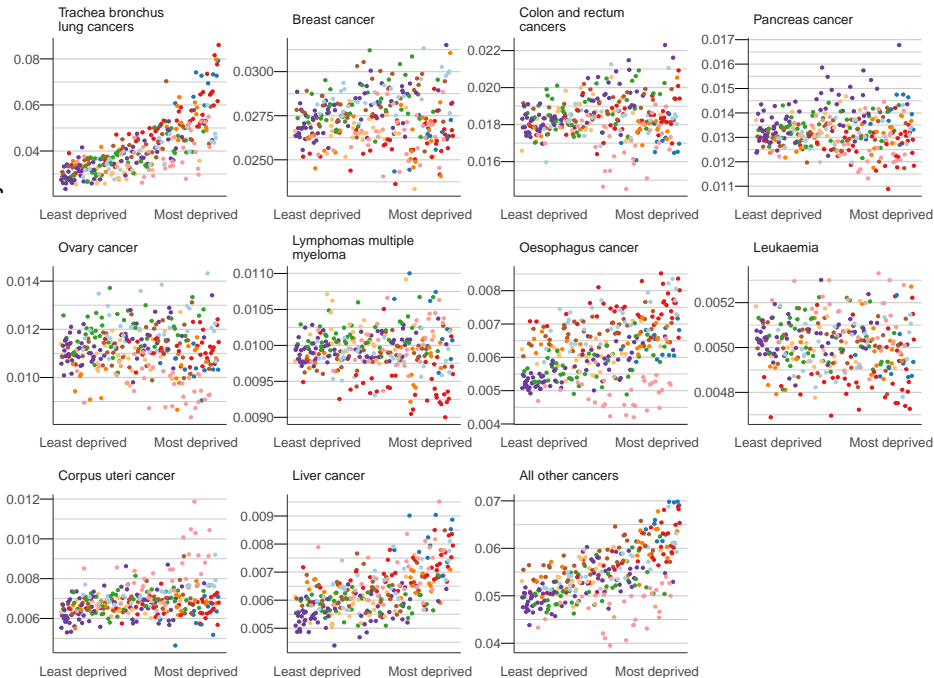 Trachea bronchus
lung cancers
0.08
0.06
0.04
Least deprived
Most deprived
Breast cancer
0.0300
0.0275
0.0250
Least deprived
Most deprived
Colon and rectum
cancers
0.022
0.020
0.018
0.016
Least deprived
Most deprived
Pancreas cancer
0.017
0.016
0.015
0.014
0.013
0.012
0.011
Least deprived
Most deprived
Ovary cancer
0.014
0.012
0.010
Least deprived
Most deprived
Lymphomas multiple
myeloma
0.0110
0.0105
0.0100
0.0095
0.0090
Least deprived
Most deprived
Oesophagus cancer
0.008
0.007
0.006
0.005
0.004
Least deprived
Most deprived
Leukaemia
0.0052
0.0050
0.0048
Least deprived
Most deprived
Corpus uteri cancer
0.012
0.010
0.008
0.006
Least deprived
Most deprived
Liver cancer
0.009
0.008
0.007
0.006
0.005
Least deprived
Most deprived
All other cancers
0.07
0.06
0.05
0.04
Least deprived
Most deprived